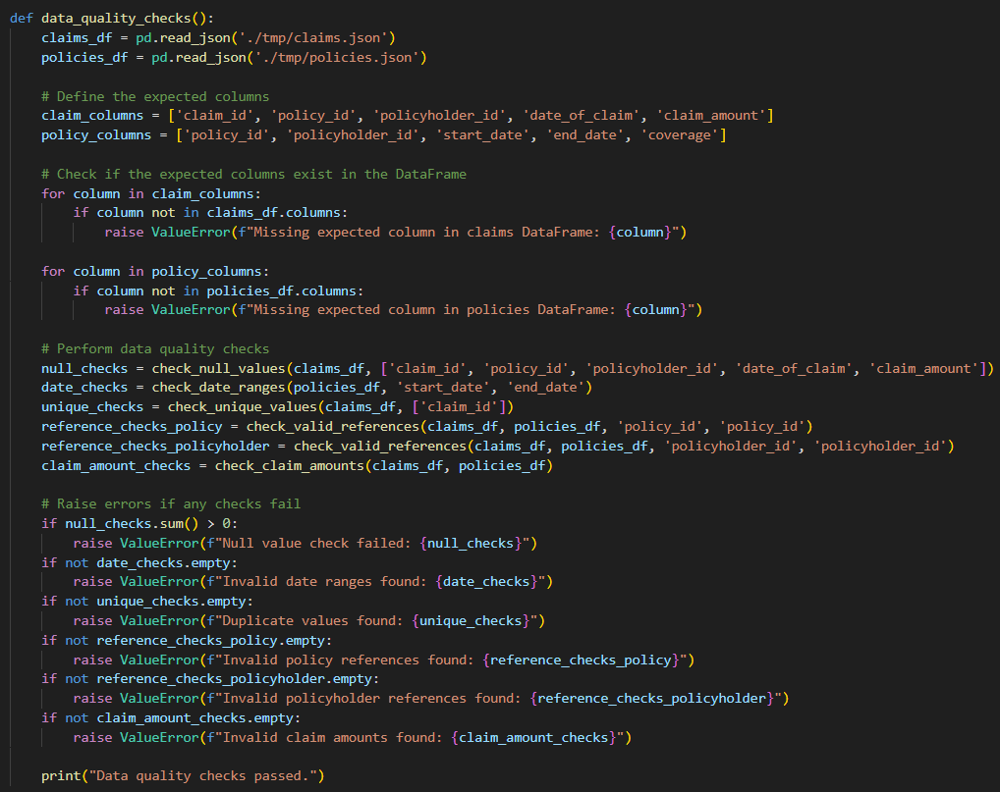 def data_quality_checks():
    claims_df = pd.read_json('./tmp/claims.json')
    policies_df = pd.read_json('./tmp/policies.json')

    # Define the expected columns
    claim_columns = ['claim_id', 'policy_id', 'policyholder_id', 'date_of_claim', 'claim_amount']
    policy_columns = ['policy_id', 'policyholder_id', 'start_date', 'end_date', 'coverage']

    # Check if the expected columns exist in the DataFrame
    for column in claim_columns:
        if column not in claims_df.columns:
            raise ValueError(f"Missing expected column in claims DataFrame: {column}")

    for column in policy_columns:
        if column not in policies_df.columns:
            raise ValueError(f"Missing expected column in policies DataFrame: {column}")

    # Perform data quality checks
    null_checks = check_null_values(claims_df, ['claim_id', 'policy_id', 'policyholder_id', 'date_of_claim', 'claim_amount'])
    date_checks = check_date_ranges(policies_df, 'start_date', 'end_date')
    unique_checks = check_unique_values(claims_df, ['claim_id'])
    reference_checks_policy = check_valid_references(claims_df, policies_df, 'policy_id', 'policy_id')
    reference_checks_policyholder = check_valid_references(claims_df, policies_df, 'policyholder_id', 'policyholder_id')
    claim_amount_checks = check_claim_amounts(claims_df, policies_df)

    # Raise errors if any checks fail
    if null_checks.sum() > 0:
        raise ValueError(f"Null value check failed: {null_checks}")
    if not date_checks.empty:
        raise ValueError(f"Invalid date ranges found: {date_checks}")
    if not unique_checks.empty:
        raise ValueError(f"Duplicate values found: {unique_checks}")
    if not reference_checks_policy.empty:
        raise ValueError(f"Invalid policy references found: {reference_checks_policy}")
    if not reference_checks_policyholder.empty:
        raise ValueError(f"Invalid policyholder references found: {reference_checks_policyholder}")
    if not claim_amount_checks.empty:
        raise ValueError(f"Invalid claim amounts found: {claim_amount_checks}")

    print("Data quality checks passed.")